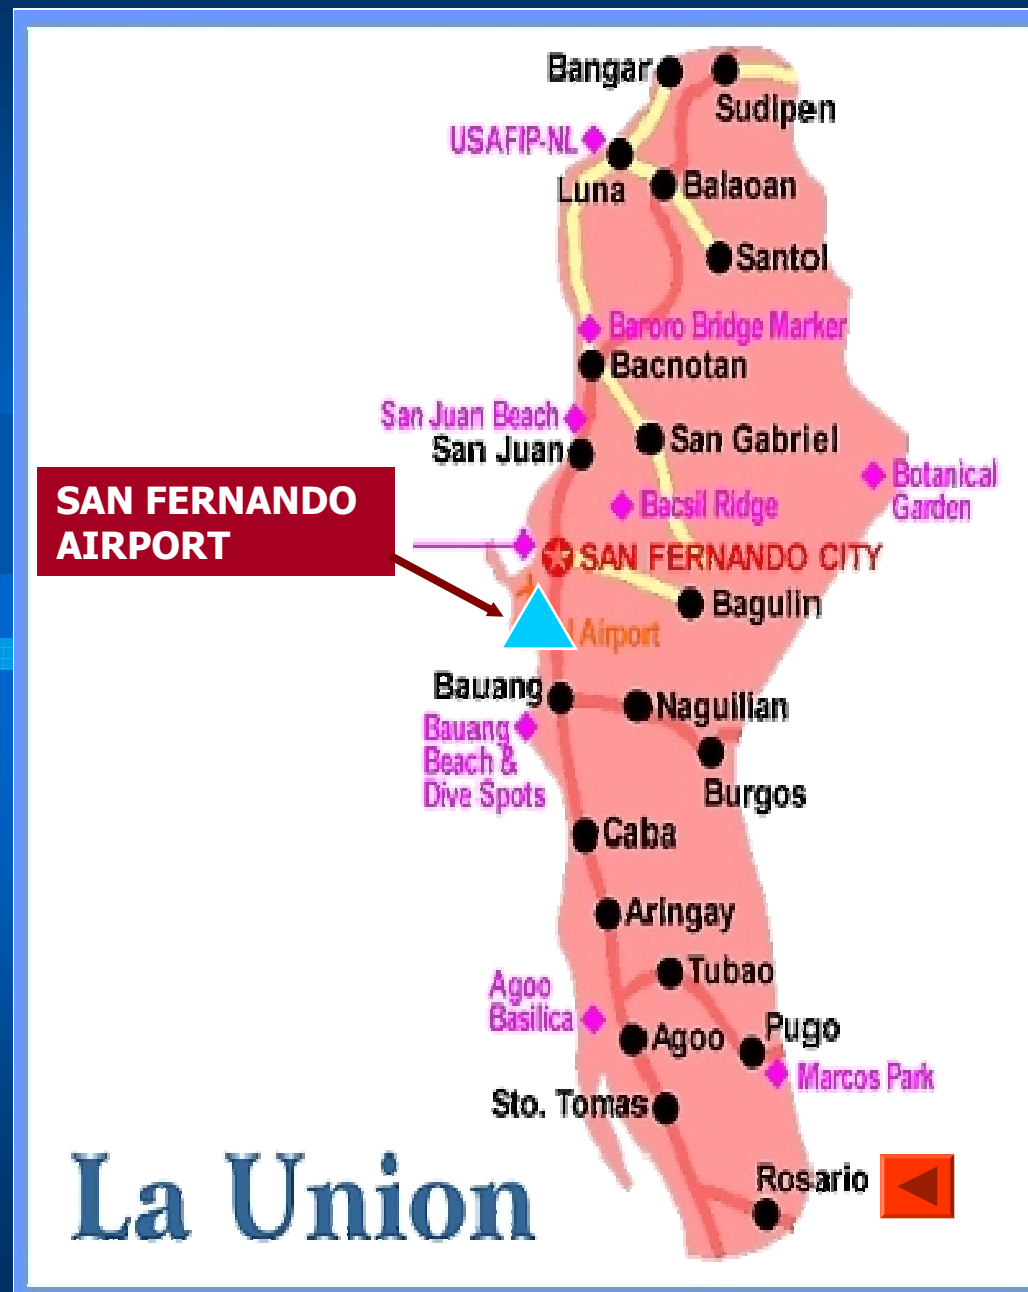 Bangar
Sudipen
USAFIP-NL
Luna
Balaoan
Santol
Baroro Bridge Marker
Bacnotan
San Juan Beach
San Juan
San Gabriel
Botanical
Garden
Bacsil Ridge
SAN FERNANDO
AIRPORT
SAN FERNANDO CITY
Bagulin
Airport
Bauang
Naguilian
Bauang
Beach &
Dive Spots
Burgos
Caba
Aringay
Tubao
Agoo
Basilica
Agoo
Pugo
Marcos Park
Sto. Tomas
Rosario
La Union